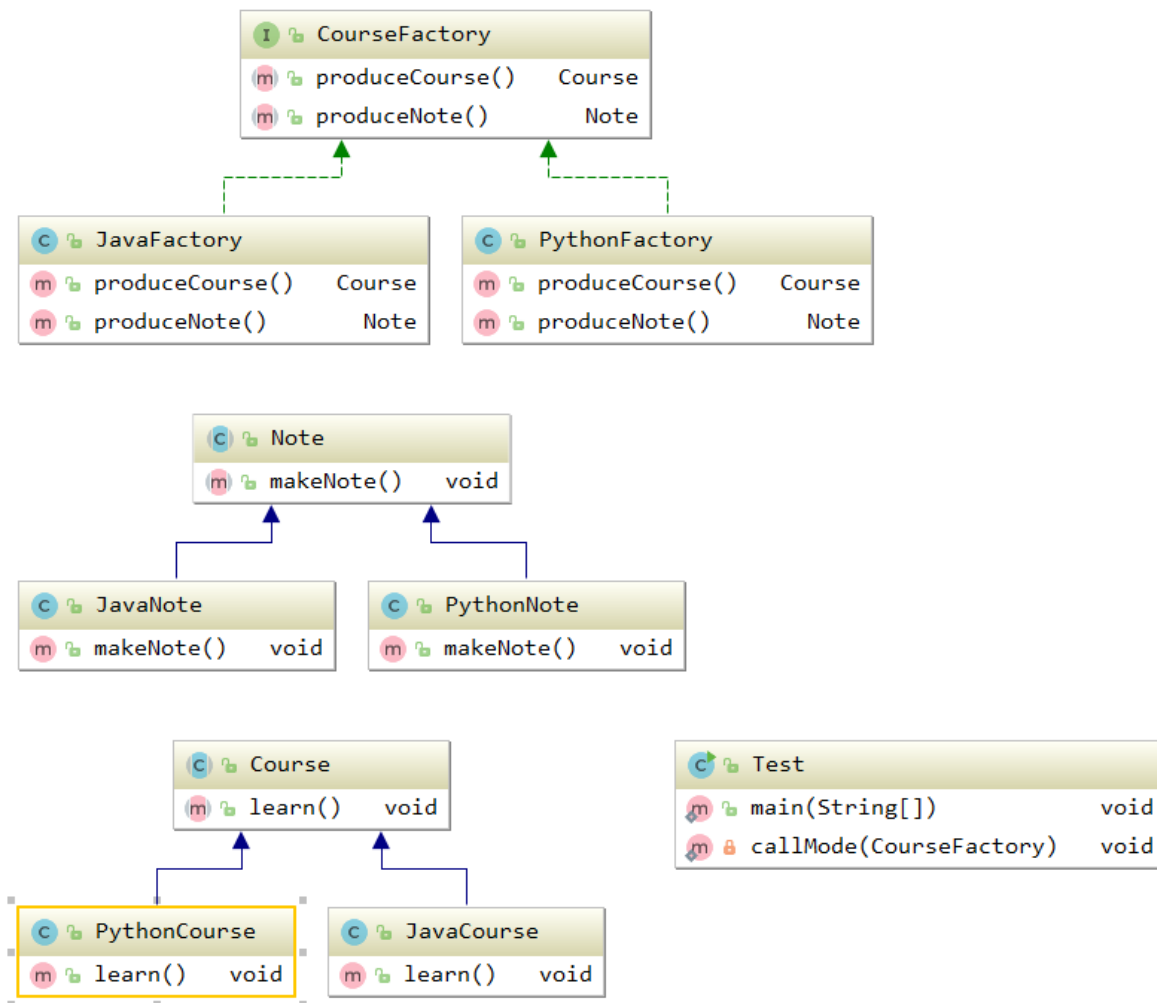 I CourseFactory
m produceCourse() Course
m produceNote() Note
C JavaFactory
m produceCourse() Course
m produceNote() Note
C PythonFactory
m produceCourse() Course
m produceNote() Note
C Note
m makeNote() void
C JavaNote
m makeNote() void
C PythonNote
m makeNote() void
C Course
m learn() void
C Test
m main(String[]) void
m callMode(CourseFactory) void
C PythonCourse
m learn() void
C JavaCourse
m learn() void